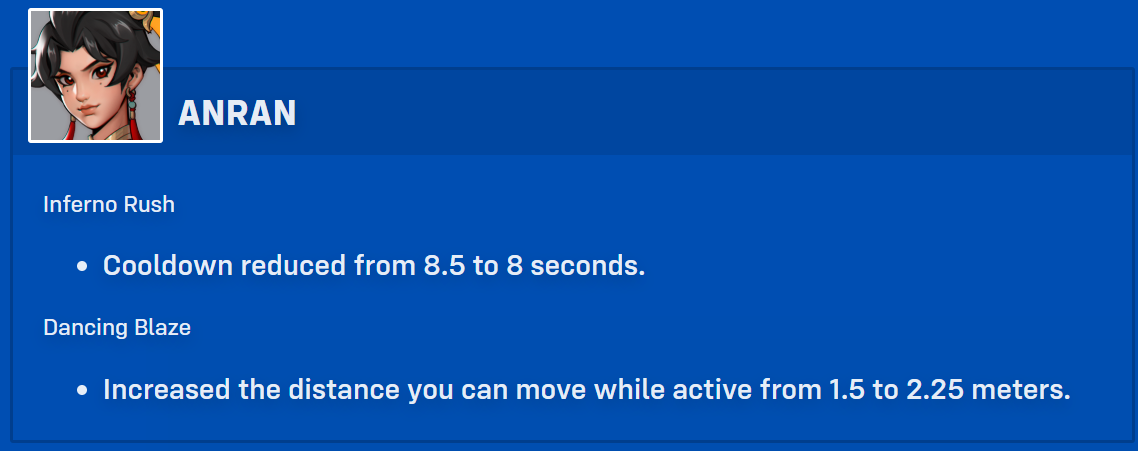 ANRAN
Inferno Rush
• Cooldown reduced from 8.5 to 8 seconds.
Dancing Blaze
• Increased the distance you can move while active from 1.5 to 2.25 meters.